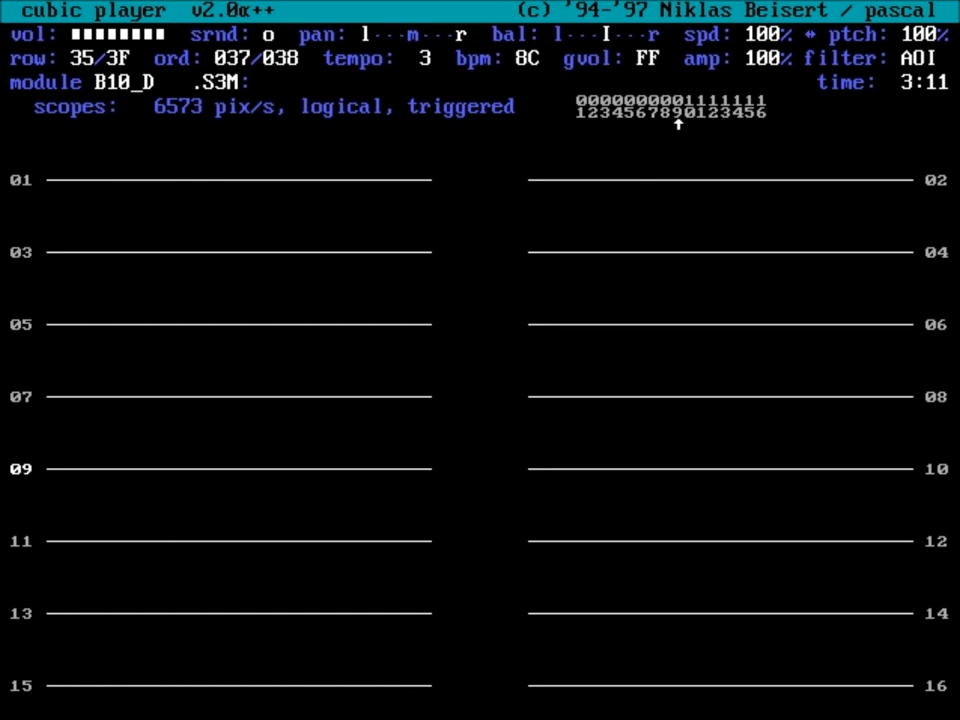 cubic player v2.0α++ (c) '94-'97 Niklas Beisert / pascal
vol: ■■■■■■■■ srnd: o pan: l···m···r bal: l···I···r spd: 100% ↔ ptch: 100%
row: 35/3F ord: 037/038 tempo: 3 bpm: 8C gvol: FF amp: 100% filter: AOI
module B10_D .S3M: time: 3:11
scopes: 6573 pix/s, logical, triggered 0000000001111111
1234567890123456
01 02
03 04
05 06
07 08
09 10
11 12
13 14
15 16